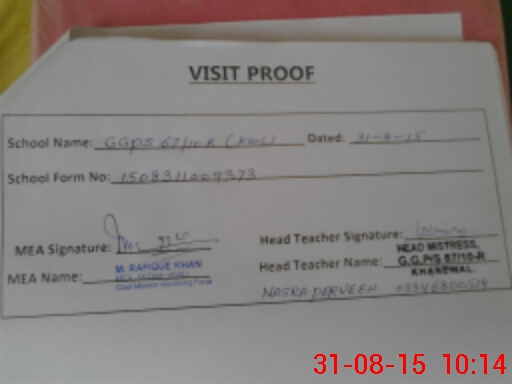 VISIT PROOF
School Name: GGPS 67/10R (KWL) Dated: 31-8-15
School Form No: 1508311009373
MEA Signature: Head Teacher Signature:
MEA Name: M. RAFIQUE KHAN Head Teacher Name: HEAD MISTRESS,
G.G.P/S 67/10-R
KHANEWAL
Chief Minister Monitoring Force
NASRA PERVEEN
31-08-15 10:14